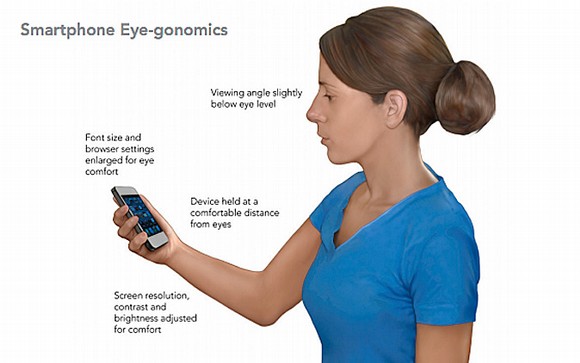 Smartphone Eye-gonomics
Viewing angle slightly
below eye level
Font size and
browser settings
enlarged for eye
comfort
Device held at a
comfortable distance
from eyes
Screen resolution,
contrast and
brightness adjusted
for comfort